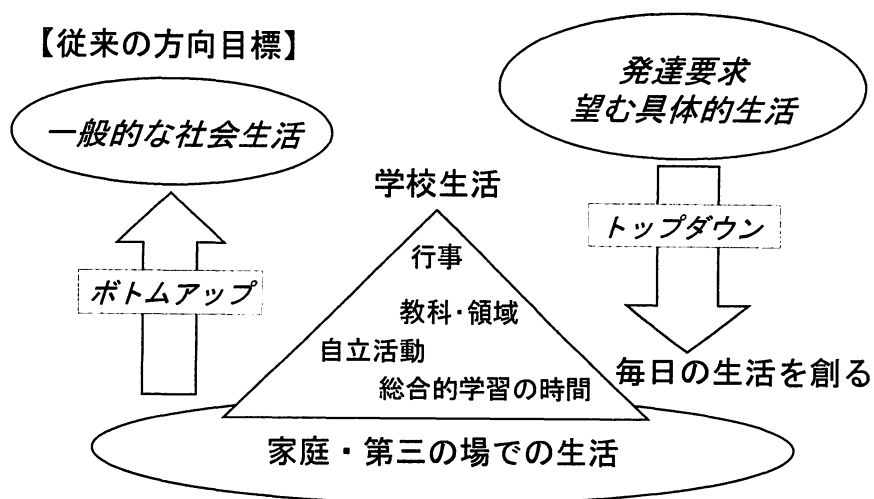 【従来の方向目標】
一般的な社会生活
発達要求
望む具体的生活
学校生活
トップダウン
行事
ボトムアップ
教科・領域
自立活動
総合的学習の時間
毎日の生活を創る
家庭・第三の場での生活